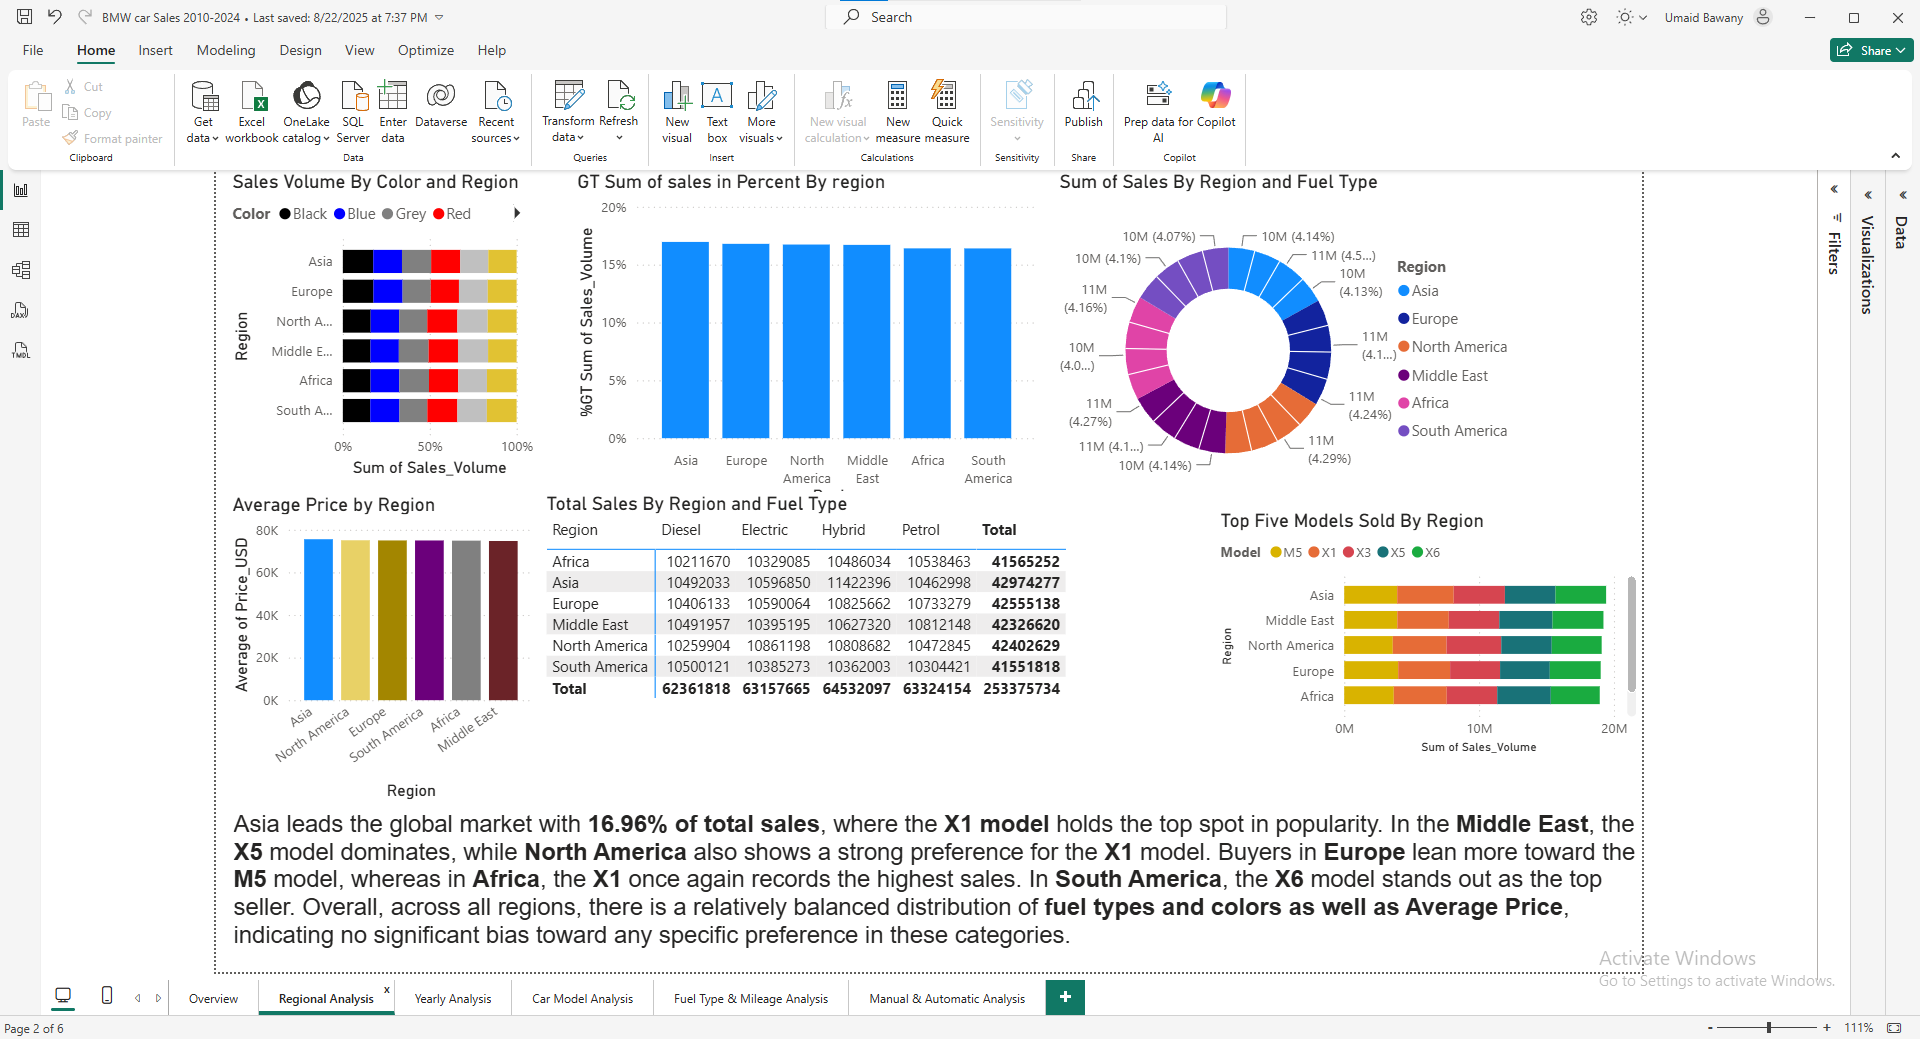 BMW car Sales 2010-2024 • Last saved: 8/22/2025 at 7:37 PM
Search
Umaid Bawany
File Home Insert Modeling Design View Optimize Help
Share
Paste
Cut
Copy
Format painter
Clipboard
Get data
Excel workbook
OneLake catalog
SQL Server
Enter data
Dataverse
Recent sources
Data
Transform data
Refresh
Queries
New visual
Text box
More visuals
Insert
New visual calculation
New measure
Quick measure
Calculations
Sensitivity
Sensitivity
Publish
Share
Prep data for AI
Copilot
Copilot
Filters
Visualizations
Data
DAX
TMDL
Sales Volume By Color and Region
Color Black Blue Grey Red
Region
Asia
Europe
North A...
Middle E...
Africa
South A...
0% 50% 100%
Sum of Sales_Volume
GT Sum of sales in Percent By region
%GT Sum of Sales_Volume
20%
15%
10%
5%
0%
Asia Europe North America Middle East Africa South America
Sum of Sales By Region and Fuel Type
10M (4.07%)
10M (4.14%)
10M (4.1%)
11M (4.5...)
10M (4.13%)
11M (4.16%)
11M (4.1...)
10M (4.0...)
11M (4.24%)
11M (4.27%)
11M (4.29%)
11M (4.1...)
10M (4.14%)
Region
Asia
Europe
North America
Middle East
Africa
South America
Average Price by Region
Average of Price_USD
80K
60K
40K
20K
0K
Asia North America Europe South America Africa Middle East
Region
Total Sales By Region and Fuel Type
Region Diesel Electric Hybrid Petrol Total
Africa 10211670 10329085 10486034 10538463 41565252
Asia 10492033 10596850 11422396 10462998 42974277
Europe 10406133 10590064 10825662 10733279 42555138
Middle East 10491957 10395195 10627320 10812148 42326620
North America 10259904 10861198 10808682 10472845 42402629
South America 10500121 10385273 10362003 10304421 41551818
Total 62361818 63157665 64532097 63324154 253375734
Top Five Models Sold By Region
Model M5 X1 X3 X5 X6
Region
Asia
Middle East
North America
Europe
Africa
0M 10M 20M
Sum of Sales_Volume
Asia leads the global market with 16.96% of total sales, where the X1 model holds the top spot in popularity. In the Middle East, the
X5 model dominates, while North America also shows a strong preference for the X1 model. Buyers in Europe lean more toward the
M5 model, whereas in Africa, the X1 once again records the highest sales. In South America, the X6 model stands out as the top
seller. Overall, across all regions, there is a relatively balanced distribution of fuel types and colors as well as Average Price,
indicating no significant bias toward any specific preference in these categories.
Activate Windows
Go to Settings to activate Windows.
Overview Regional Analysis x Yearly Analysis Car Model Analysis Fuel Type & Mileage Analysis Manual & Automatic Analysis +
Page 2 of 6
- + 111%